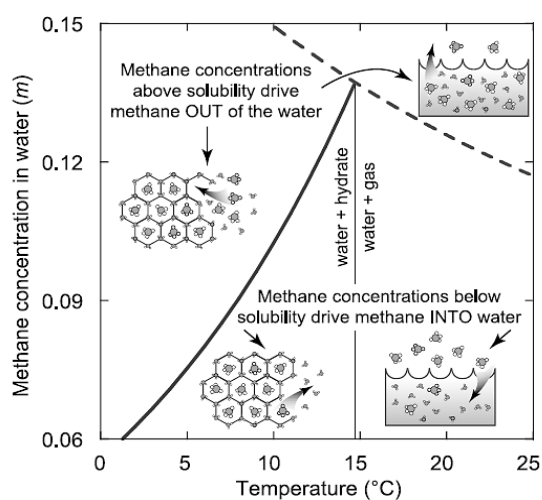 0.15
0.12
0.09
0.06
Methane concentration in water (m)
Methane concentrations
above solubility drive
methane OUT of the water
water + hydrate
water + gas
Methane concentrations below
solubility drive methane INTO water
0
5
10
15
20
25
Temperature (°C)